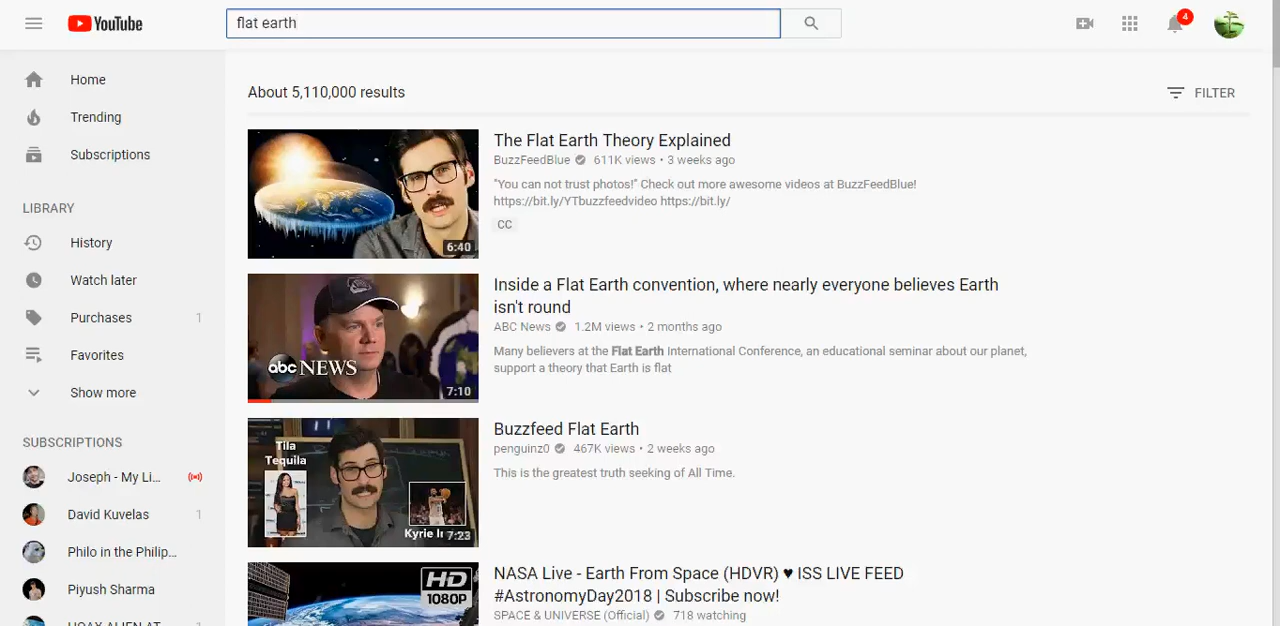 YouTube
flat earth
4
Home
Trending
Subscriptions
LIBRARY
History
Watch later
Purchases 1
Favorites
Show more
SUBSCRIPTIONS
Joseph - My Li...
David Kuvelas 1
Philo in the Philip...
Piyush Sharma
HOAX ALIEN AT... 1
About 5,110,000 results
FILTER
6:40
The Flat Earth Theory Explained
BuzzFeedBlue 611K views • 3 weeks ago
"You can not trust photos!" Check out more awesome videos at BuzzFeedBlue!
https://bit.ly/YTbuzzfeedvideo https://bit.ly/
CC
abc NEWS
7:10
Inside a Flat Earth convention, where nearly everyone believes Earth
isn't round
ABC News 1.2M views • 2 months ago
Many believers at the Flat Earth International Conference, an educational seminar about our planet,
support a theory that Earth is flat
Tila
Tequila
Kyrie Ir
7:23
Buzzfeed Flat Earth
penguinz0 467K views • 2 weeks ago
This is the greatest truth seeking of All Time.
HD
1080P
NASA Live - Earth From Space (HDVR) ♥ ISS LIVE FEED
#AstronomyDay2018 | Subscribe now!
SPACE & UNIVERSE (Official) 718 watching